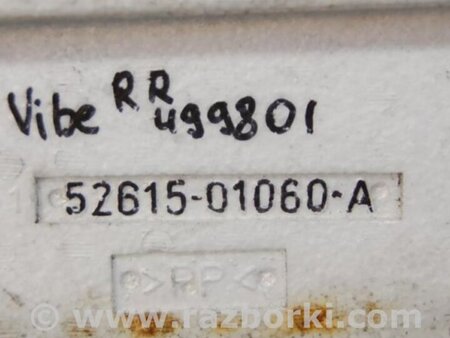 Vibe RR 499801
52615-01060-A
>PP<
© www.razborki.com